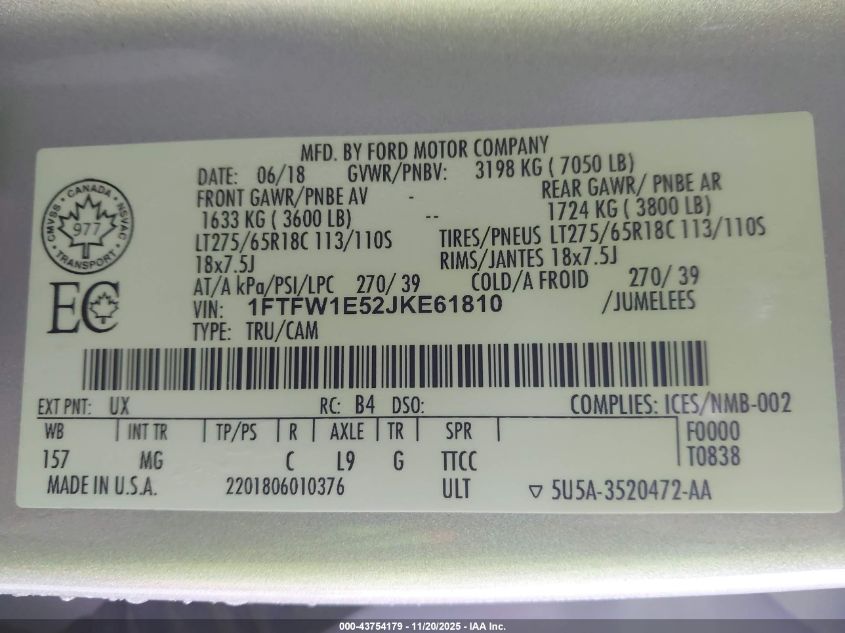 MFD. BY FORD MOTOR COMPANY
DATE: 06/18 GVWR/PNBV: 3198 KG ( 7050 LB)
FRONT GAWR/PNBE AV - REAR GAWR/ PNBE AR
1633 KG ( 3600 LB) -- 1724 KG ( 3800 LB)
LT275/65R18C 113/110S TIRES/PNEUS LT275/65R18C 113/110S
18x7.5J RIMS/JANTES 18x7.5J
AT/A kPa/PSI/LPC 270/ 39 COLD/A FROID 270/ 39
VIN: 1FTFW1E52JKE61810 /JUMELEES
TYPE: TRU/CAM
CMVSS • CANADA • NSVAC • TRANSPORT •
977
EC
EXT PNT: UX RC: B4 DSO: COMPLIES: ICES/NMB-002
WB INT TR TP/PS R AXLE TR SPR F0000
157 MG C L9 G TTCC T0838
MADE IN U.S.A. 2201806010376 ULT ▽ 5U5A-3520472-AA
000-43754179 - 11/20/2025 - IAA Inc.